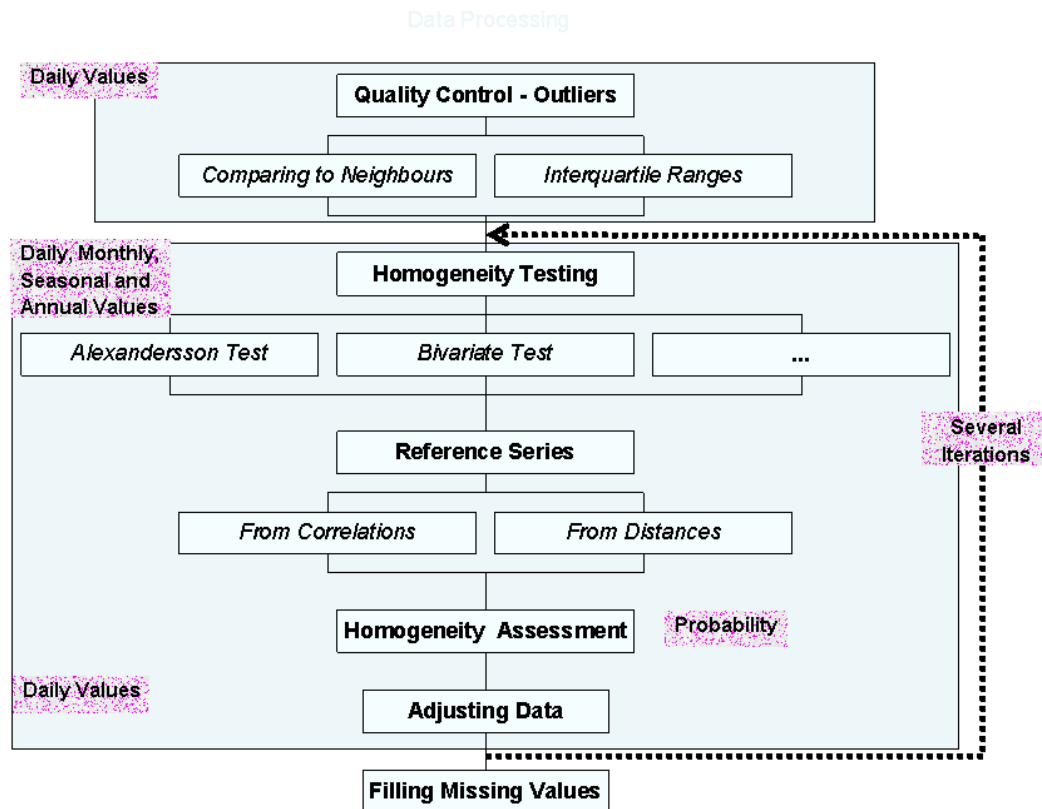 Data Processing
Daily Values
Quality Control - Outliers
Comparing to Neighbours
Interquartile Ranges
Daily, Monthly,
Seasonal and
Annual Values
Homogeneity Testing
Alexandersson Test
Bivariate Test
...
Several
Iterations
Reference Series
From Correlations
From Distances
Homogeneity Assessment
Probability
Daily Values
Adjusting Data
Filling Missing Values